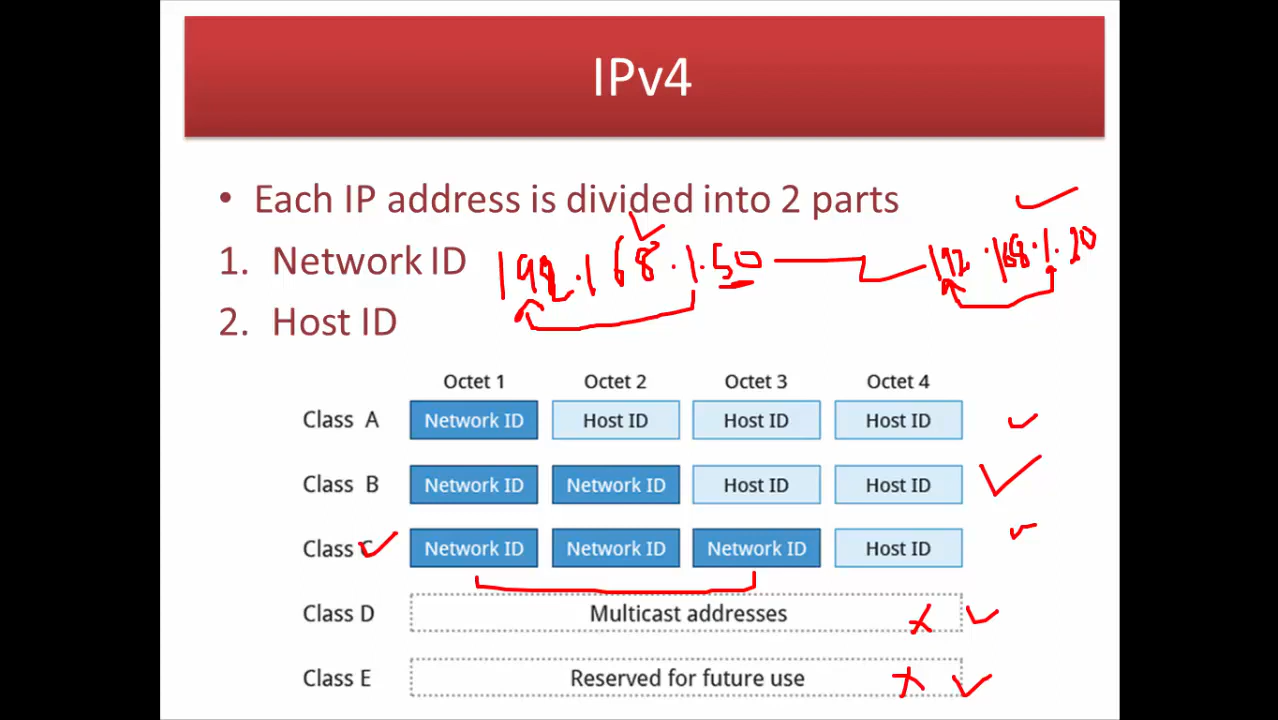 IPv4
• Each IP address is divided into 2 parts
1. Network ID 192.168.1.50 192.168.1.20
2. Host ID
Octet 1 Octet 2 Octet 3 Octet 4
Class A Network ID Host ID Host ID Host ID
Class B Network ID Network ID Host ID Host ID
Class C Network ID Network ID Network ID Host ID
Class D Multicast addresses
Class E Reserved for future use